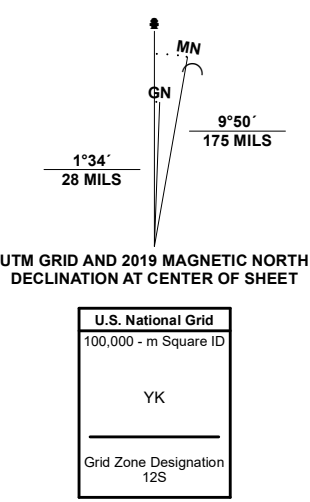 MN
GN
9°50´
175 MILS
1°34´
28 MILS
UTM GRID AND 2019 MAGNETIC NORTH
DECLINATION AT CENTER OF SHEET
U.S. National Grid
100,000 - m Square ID
YK
Grid Zone Designation
12S